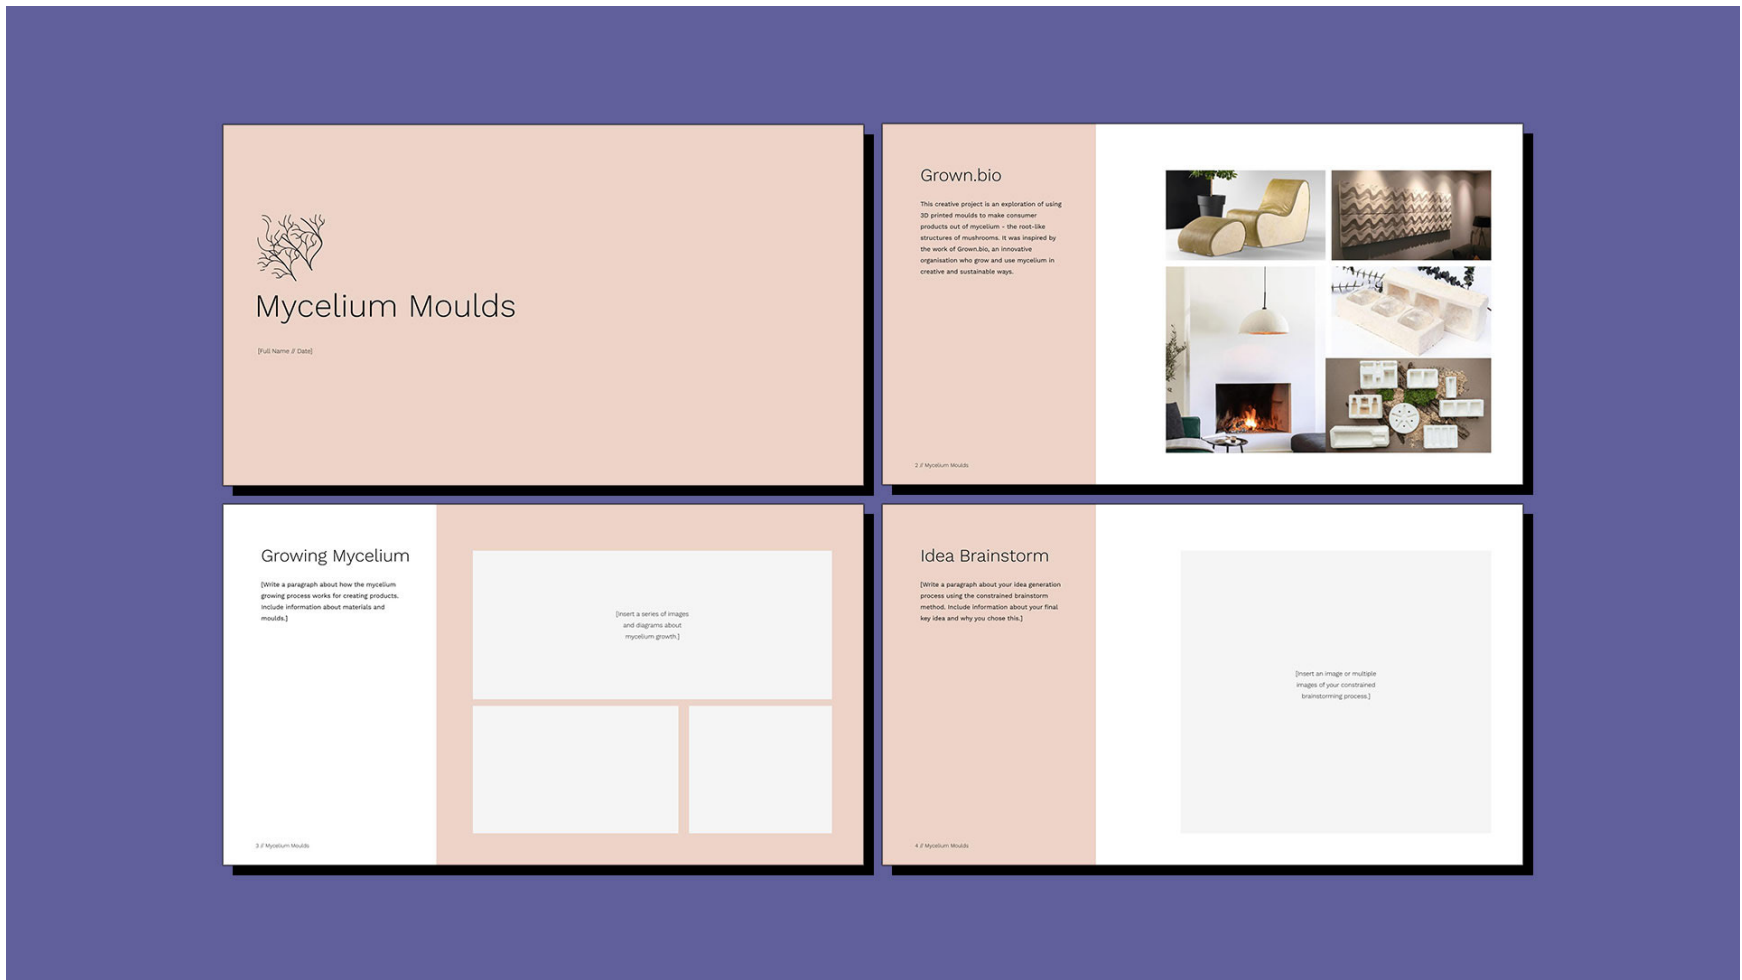 Mycelium Moulds
[Full Name // Date]
Grown.bio
This creative project is an exploration of using
3D printed moulds to make consumer
products out of mycelium - the root-like
structures of mushrooms. It was inspired by
the work of Grown.bio, an innovative
organisation who grow and use mycelium in
creative and sustainable ways.
2 // Mycelium Moulds
Growing Mycelium
[Write a paragraph about how the mycelium
growing process works for creating products.
Include information about materials and
moulds.]
[Insert a series of images
and diagrams about
mycelium growth.]
3 // Mycelium Moulds
Idea Brainstorm
[Write a paragraph about your idea generation
process using the constrained brainstorm
method. Include information about your final
key idea and why you chose this.]
[Insert an image or multiple
images of your constrained
brainstorming process.]
4 // Mycelium Moulds